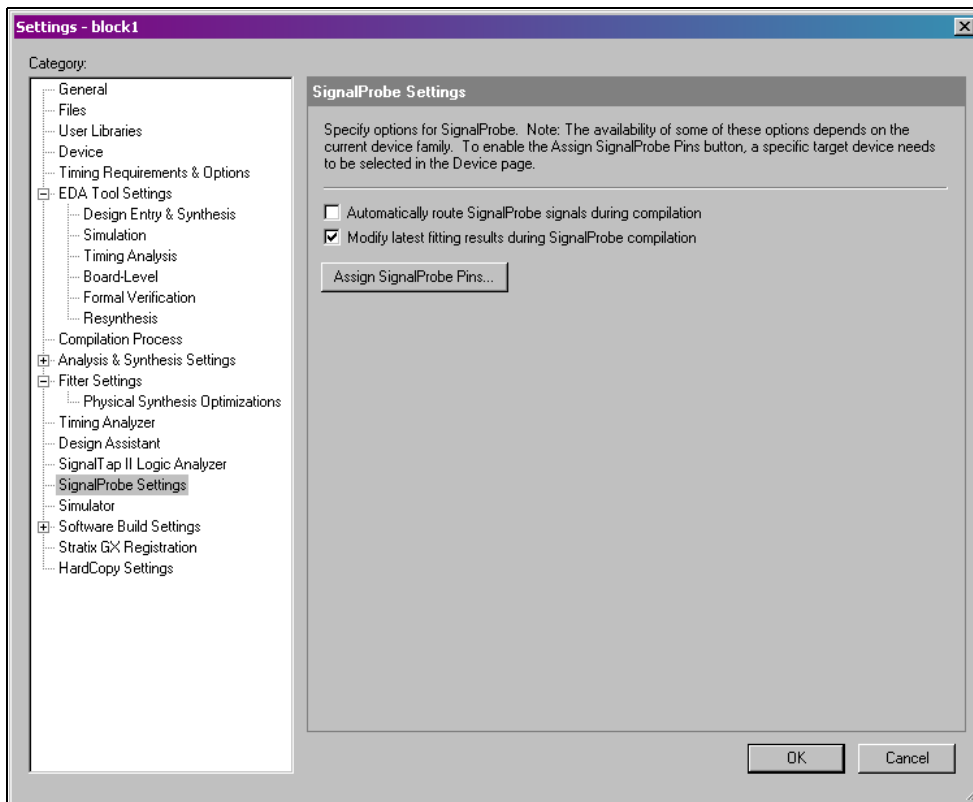 Settings - block1
Category:
General
Files
User Libraries
Device
Timing Requirements & Options
EDA Tool Settings
Design Entry & Synthesis
Simulation
Timing Analysis
Board-Level
Formal Verification
Resynthesis
Compilation Process
Analysis & Synthesis Settings
Fitter Settings
Physical Synthesis Optimizations
Timing Analyzer
Design Assistant
SignalTap II Logic Analyzer
SignalProbe Settings
Simulator
Software Build Settings
Stratix GX Registration
HardCopy Settings
SignalProbe Settings
Specify options for SignalProbe.  Note: The availability of some of these options depends on the
current device family.  To enable the Assign SignalProbe Pins button, a specific target device needs
to be selected in the Device page.
Automatically route SignalProbe signals during compilation
Modify latest fitting results during SignalProbe compilation
Assign SignalProbe Pins...
OK
Cancel